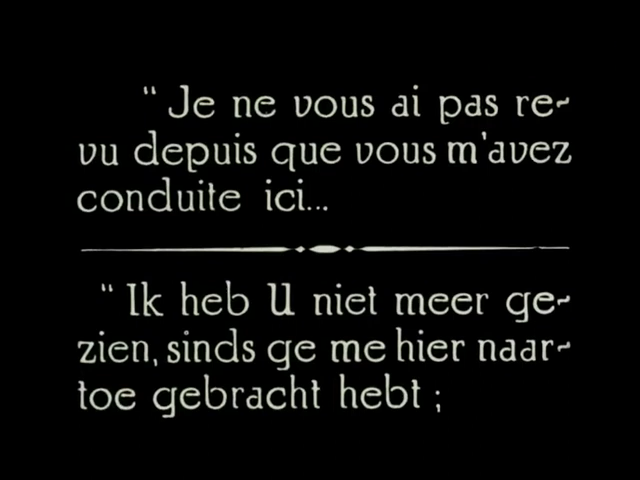 “ Je ne vous ai pas re-
vu depuis que vous m'avez
conduite ici...
“ Ik heb U niet meer ge-
zien, sinds ge me hier naar-
toe gebracht hebt ;